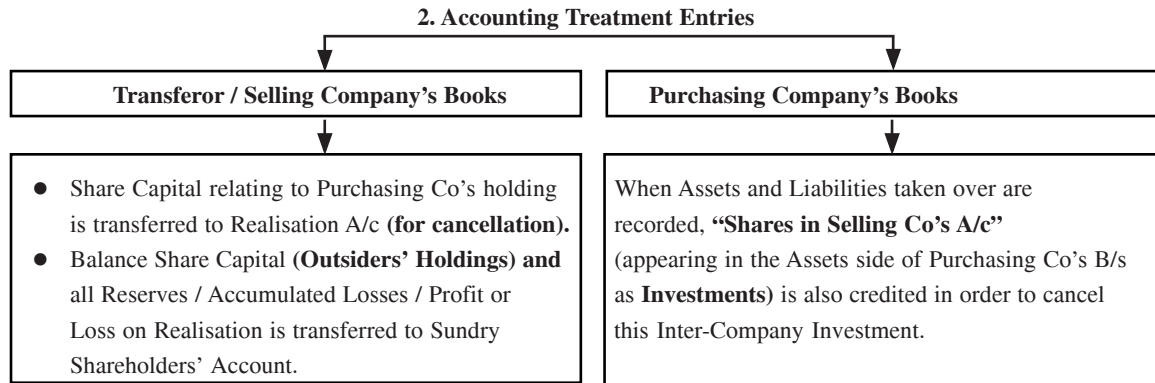 2. Accounting Treatment Entries
Transferor / Selling Company’s Books
Purchasing Company’s Books
● Share Capital relating to Purchasing Co’s holding
is transferred to Realisation A/c (for cancellation).
● Balance Share Capital (Outsiders’ Holdings) and
all Reserves / Accumulated Losses / Profit or
Loss on Realisation is transferred to Sundry
Shareholders’ Account.
When Assets and Liabilities taken over are
recorded, “Shares in Selling Co’s A/c”
(appearing in the Assets side of Purchasing Co’s B/s
as Investments) is also credited in order to cancel
this Inter-Company Investment.